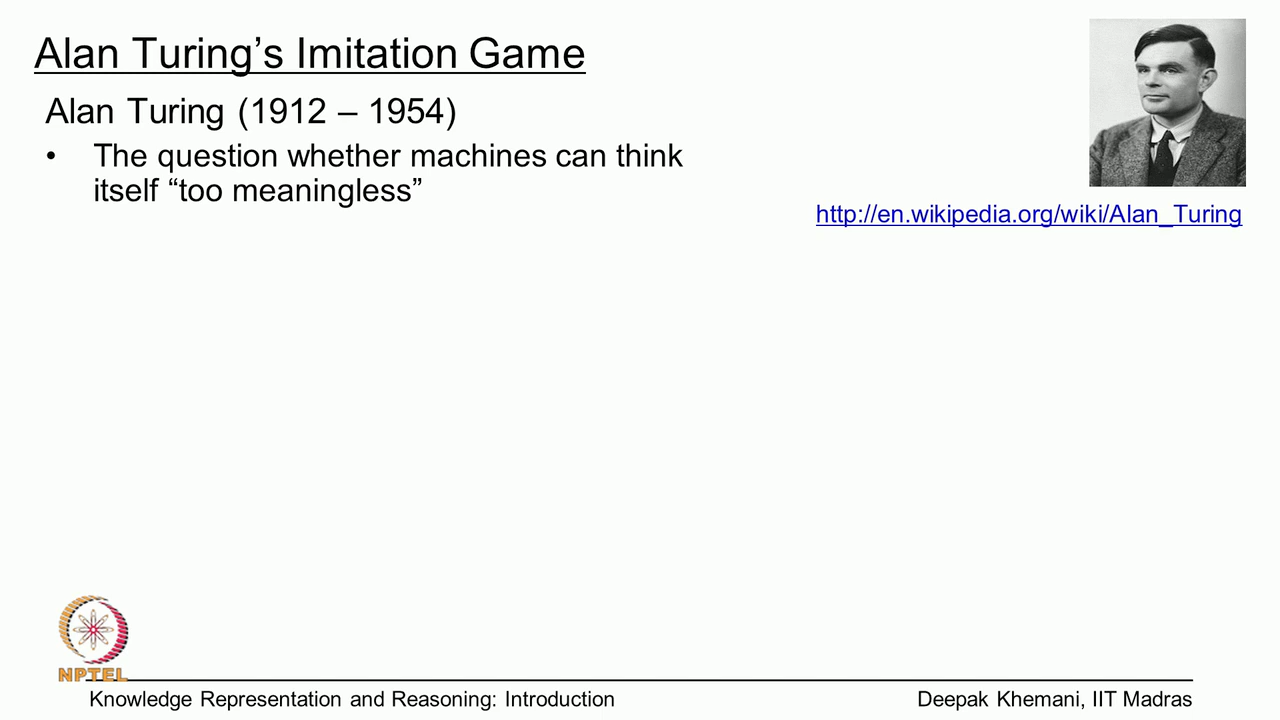 Alan Turing’s Imitation Game
Alan Turing (1912 – 1954)
• The question whether machines can think
itself “too meaningless”
http://en.wikipedia.org/wiki/Alan_Turing
NPTEL
Knowledge Representation and Reasoning: Introduction
Deepak Khemani, IIT Madras